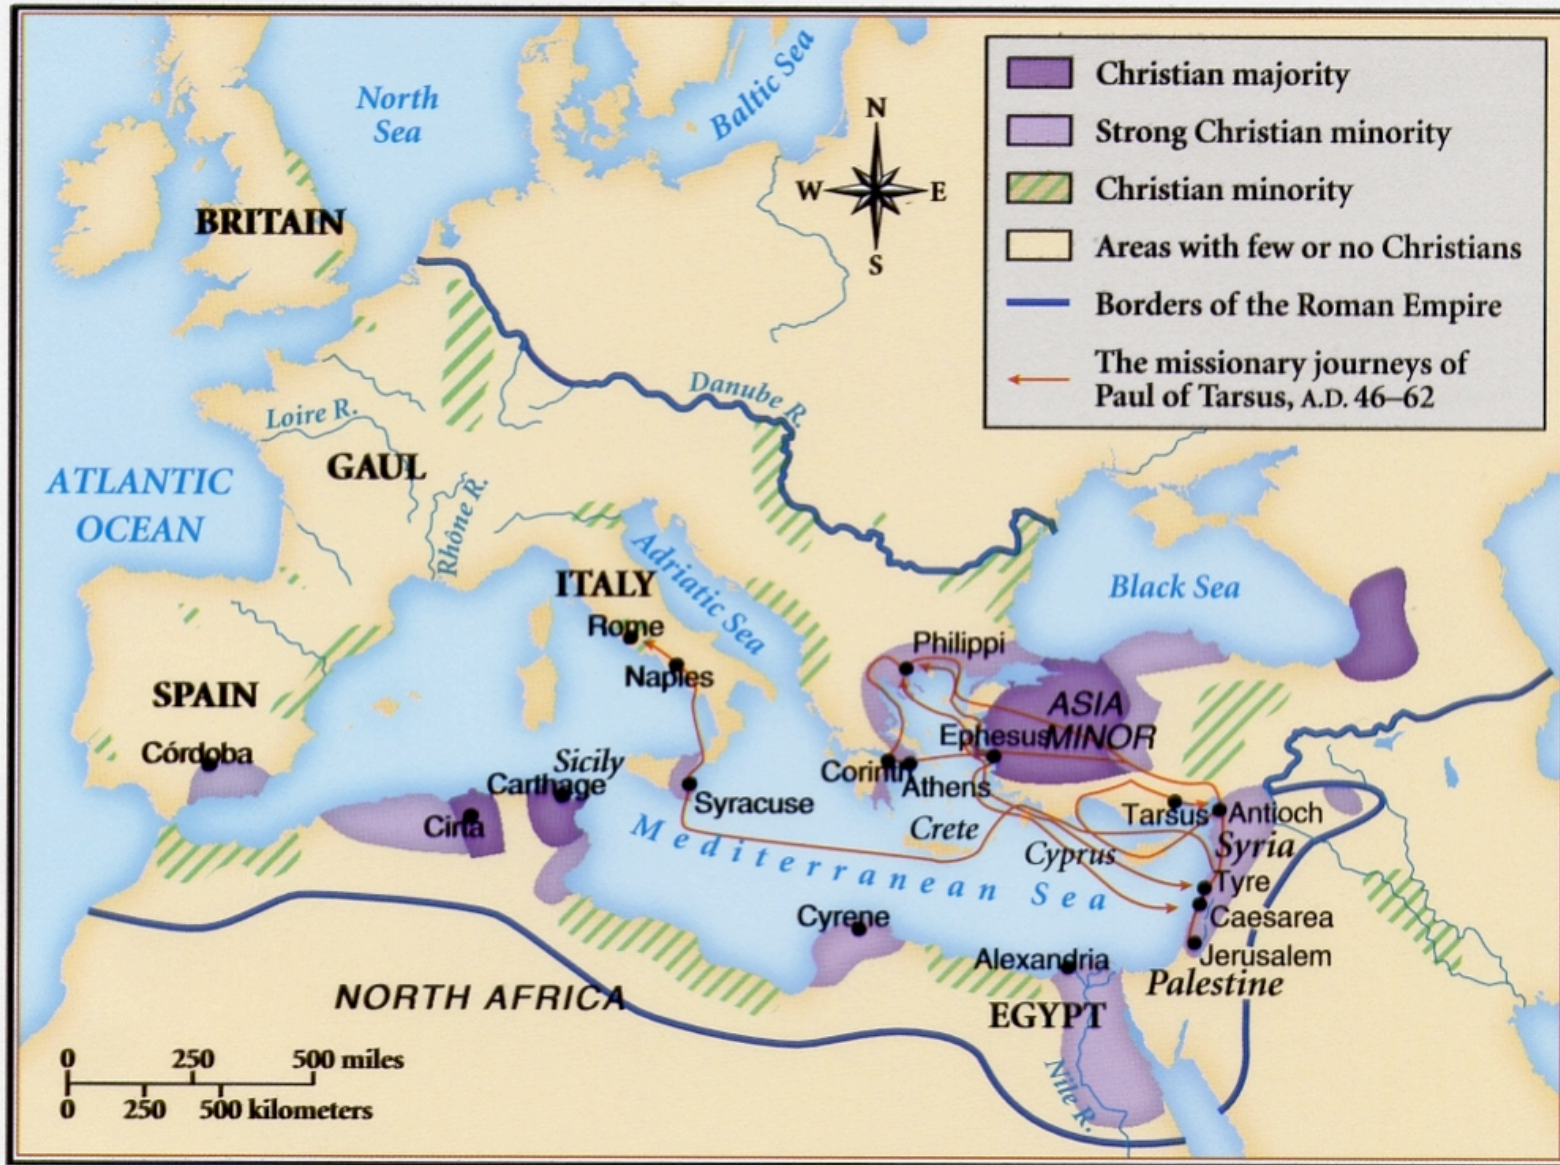 Christian majority
Strong Christian minority
Christian minority
Areas with few or no Christians
Borders of the Roman Empire
The missionary journeys of
Paul of Tarsus, A.D. 46–62
N
W
E
S
North
Sea
Baltic Sea
BRITAIN
Danube R.
Loire R.
GAUL
Rhône R.
ATLANTIC
OCEAN
Adriatic Sea
ITALY
Black Sea
Rome
Naples
Philippi
SPAIN
ASIA
MINOR
Ephesus
Córdoba
Sicily
Carthage
Corinth
Athens
Syracuse
Cirta
Tarsus
Antioch
Crete
Cyprus
Syria
Mediterranean Sea
Tyre
Caesarea
Cyrene
Alexandria
Jerusalem
Palestine
NORTH AFRICA
EGYPT
Nile R.
0 250 500 miles
0 250 500 kilometers